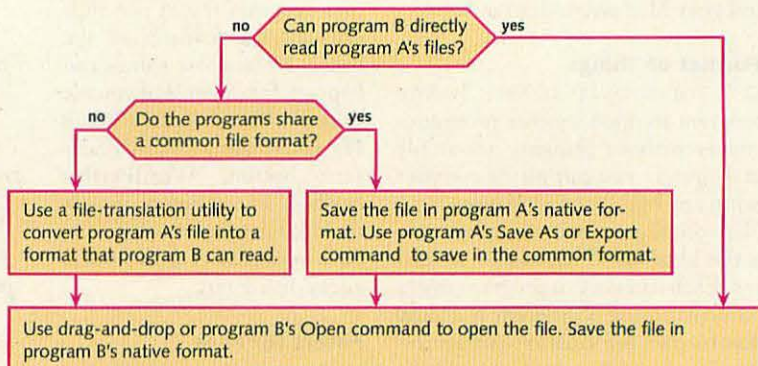 Can program B directly
read program A's files?
no
yes
Do the programs share
a common file format?
no
yes
Use a file-translation utility to
convert program A's file into a
format that program B can read.
Save the file in program A's native for-
mat. Use program A's Save As or Export
command to save in the common format.
Use drag-and-drop or program B's Open command to open the file. Save the file in
program B's native format.